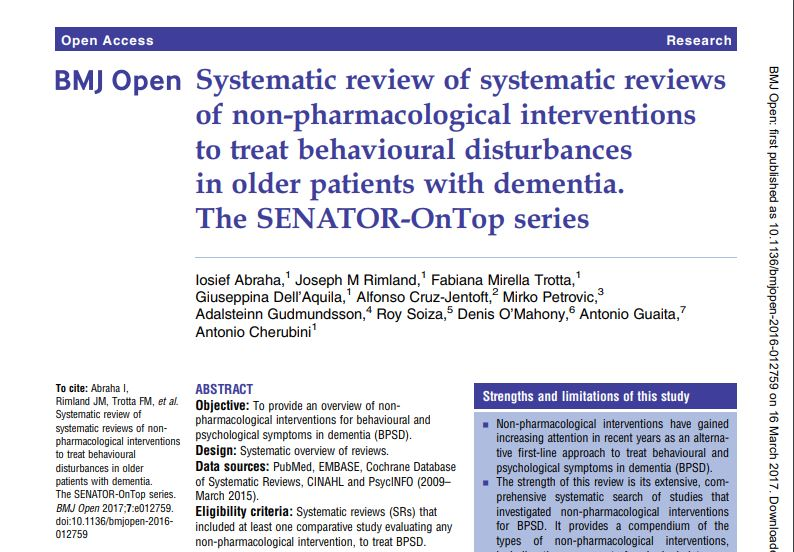 Open Access
Research
BMJ Open
Systematic review of systematic reviews
of non-pharmacological interventions
to treat behavioural disturbances
in older patients with dementia.
The SENATOR-OnTop series
Iosief Abraha,1 Joseph M Rimland,1 Fabiana Mirella Trotta,1
Giuseppina Dell'Aquila,1 Alfonso Cruz-Jentoft,2 Mirko Petrovic,3
Adalsteinn Gudmundsson,4 Roy Soiza,5 Denis O'Mahony,6 Antonio Guaita,7
Antonio Cherubini1
To cite: Abraha I,
Rimland JM, Trotta FM, et al.
Systematic review of
systematic reviews of non-
pharmacological interventions
to treat behavioural
disturbances in older
patients with dementia.
The SENATOR-OnTop series.
BMJ Open 2017;7:e012759.
doi:10.1136/bmjopen-2016-
012759
ABSTRACT
Objective: To provide an overview of non-
pharmacological interventions for behavioural and
psychological symptoms in dementia (BPSD).
Design: Systematic overview of reviews.
Data sources: PubMed, EMBASE, Cochrane Database
of Systematic Reviews, CINAHL and PsycINFO (2009–
March 2015).
Eligibility criteria: Systematic reviews (SRs) that
included at least one comparative study evaluating any
non-pharmacological intervention, to treat BPSD.
Strengths and limitations of this study
▪ Non-pharmacological interventions have gained
increasing attention in recent years as an alterna-
tive first-line approach to treat behavioural and
psychological symptoms in dementia (BPSD).
▪ The strength of this review is its extensive, com-
prehensive systematic search of studies that
investigated non-pharmacological interventions
for BPSD. It provides a compendium of the
types of non-pharmacological interventions,
BMJ Open: first published as 10.1136/bmjopen-2016-012759 on 16 March 2017.